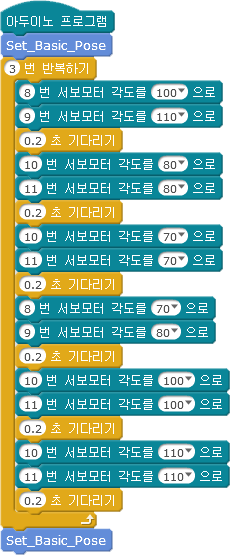 아두이노 프로그램
Set_Basic_Pose
3 번 반복하기
8 번 서보모터 각도를 100 으로
9 번 서보모터 각도를 110 으로
0.2 초 기다리기
10 번 서보모터 각도를 80 으로
11 번 서보모터 각도를 80 으로
0.2 초 기다리기
10 번 서보모터 각도를 70 으로
11 번 서보모터 각도를 70 으로
0.2 초 기다리기
8 번 서보모터 각도를 70 으로
9 번 서보모터 각도를 80 으로
0.2 초 기다리기
10 번 서보모터 각도를 100 으로
11 번 서보모터 각도를 100 으로
0.2 초 기다리기
10 번 서보모터 각도를 110 으로
11 번 서보모터 각도를 110 으로
0.2 초 기다리기
Set_Basic_Pose